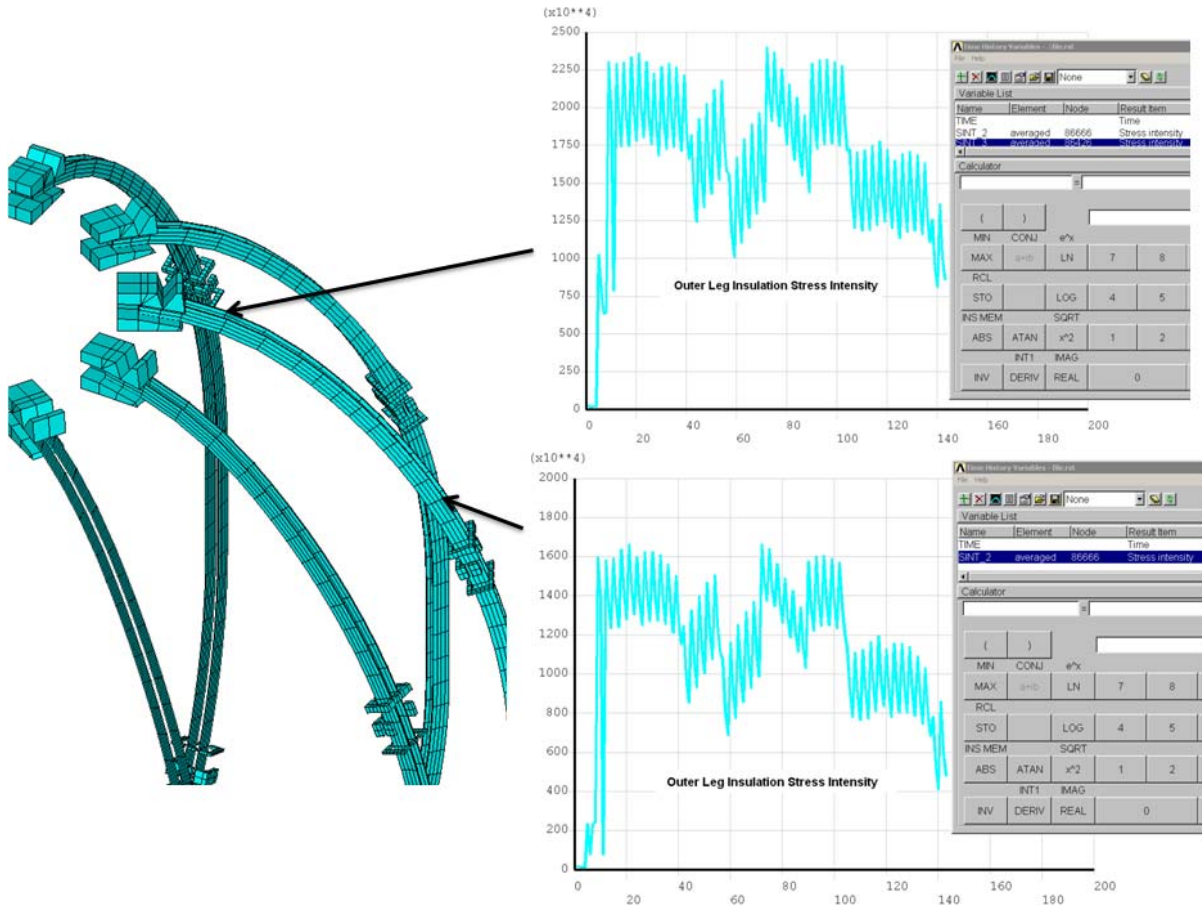 (x10**4)
2500
2250
2000
1750
1500
1250
1000
750
500
250
0
0 40 80 120 160 200
20 60 100 140 180
Outer Leg Insulation Stress Intensity
Time History Variables - file.rst
File Help
None
Variable List
Name Element Node Result Item
TIME Time
SINT_2 averaged 86666 Stress intensity
SINT_3 averaged 86426 Stress intensity
Calculator
=
( )
MIN CONJ e^x
MAX a+ib LN 7 8
RCL
STO LOG 4 5
INS MEM SQRT
ABS ATAN x^2 1 2
INT1 IMAG
INV DERIV REAL 0
(x10**4)
2000
1800
1600
1400
1200
1000
800
600
400
200
0
0 40 80 120 160 200
20 60 100 140 180
Outer Leg Insulation Stress Intensity
Time History Variables - file.rst
File Help
None
Variable List
Name Element Node Result Item
TIME Time
SINT_2 averaged 86666 Stress intensity
Calculator
=
( )
MIN CONJ e^x
MAX a+ib LN 7 8
RCL
STO LOG 4 5
INS MEM SQRT
ABS ATAN x^2 1 2
INT1 IMAG
INV DERIV REAL 0